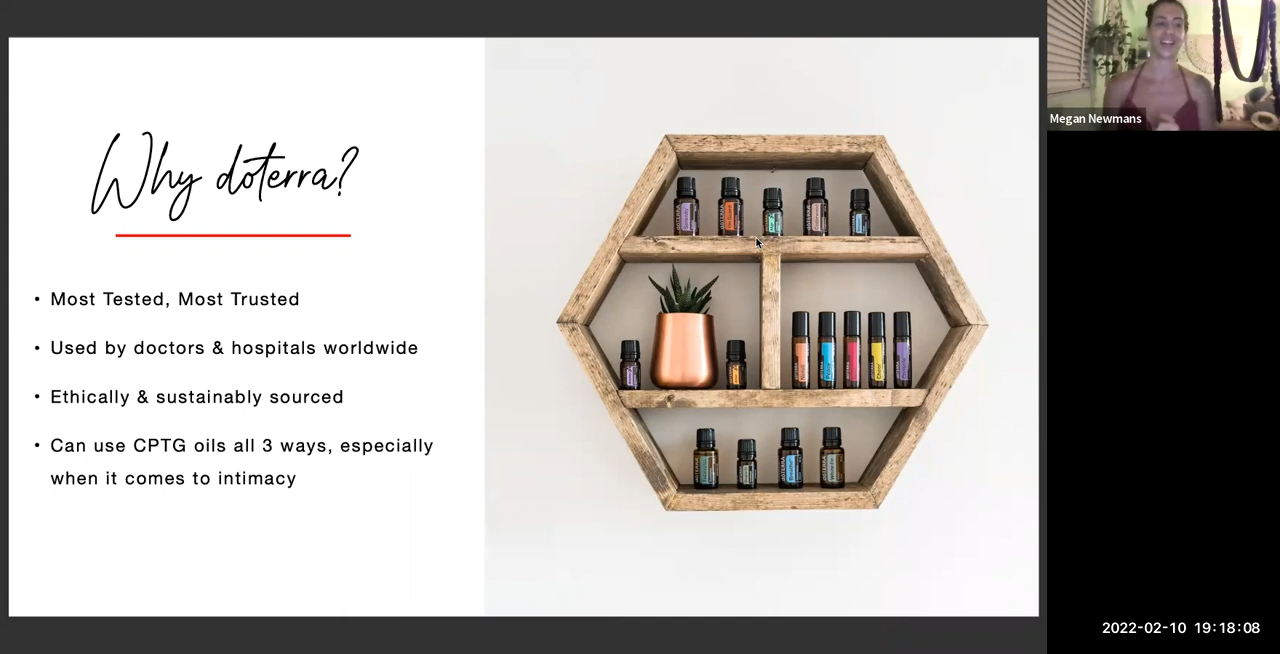 Why doterra?
• Most Tested, Most Trusted
• Used by doctors & hospitals worldwide
• Ethically & sustainably sourced
• Can use CPTG oils all 3 ways, especially
when it comes to intimacy
Megan Newmans
2022-02-10 19:18:08